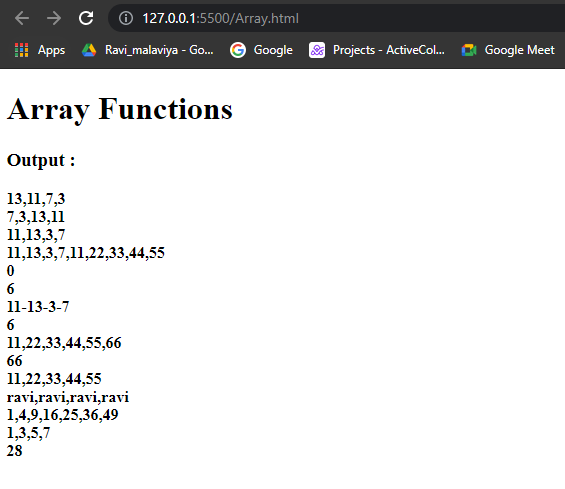 127.0.0.1:5500/Array.html
Apps Ravi_malaviya - Go... Google Projects - ActiveCol... Google Meet
Array Functions
Output :
13,11,7,3
7,3,13,11
11,13,3,7
11,13,3,7,11,22,33,44,55
0
6
11-13-3-7
6
11,22,33,44,55,66
66
11,22,33,44,55
ravi,ravi,ravi,ravi
1,4,9,16,25,36,49
1,3,5,7
28